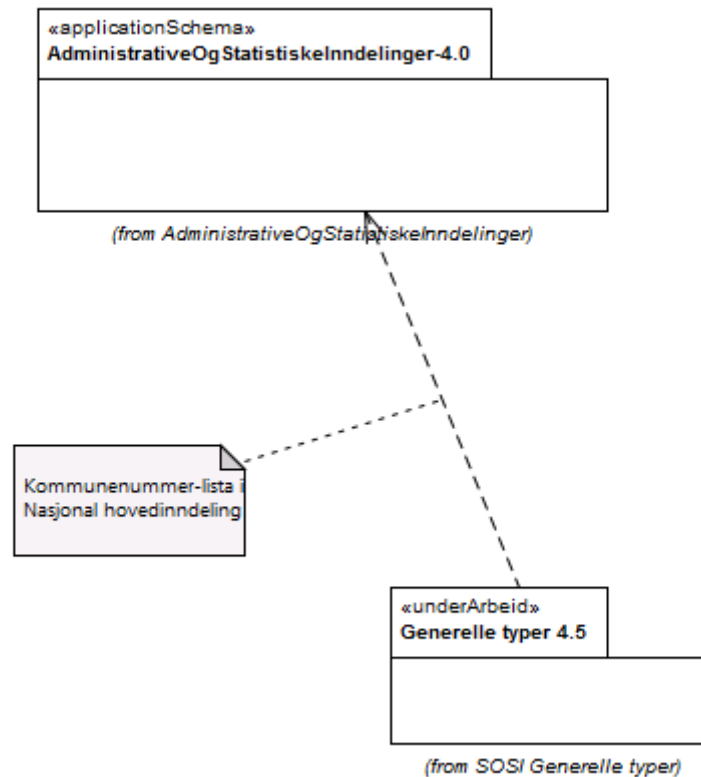 «applicationSchema»
AdministrativeOgStatistiskeInndelinger-4.0
(from AdministrativeOgStatistiskeInndelinger)
Kommunenummer-lista i
Nasjonal hovedinndeling
«underArbeid»
Generelle typer 4.5
(from SOSI Generelle typer)